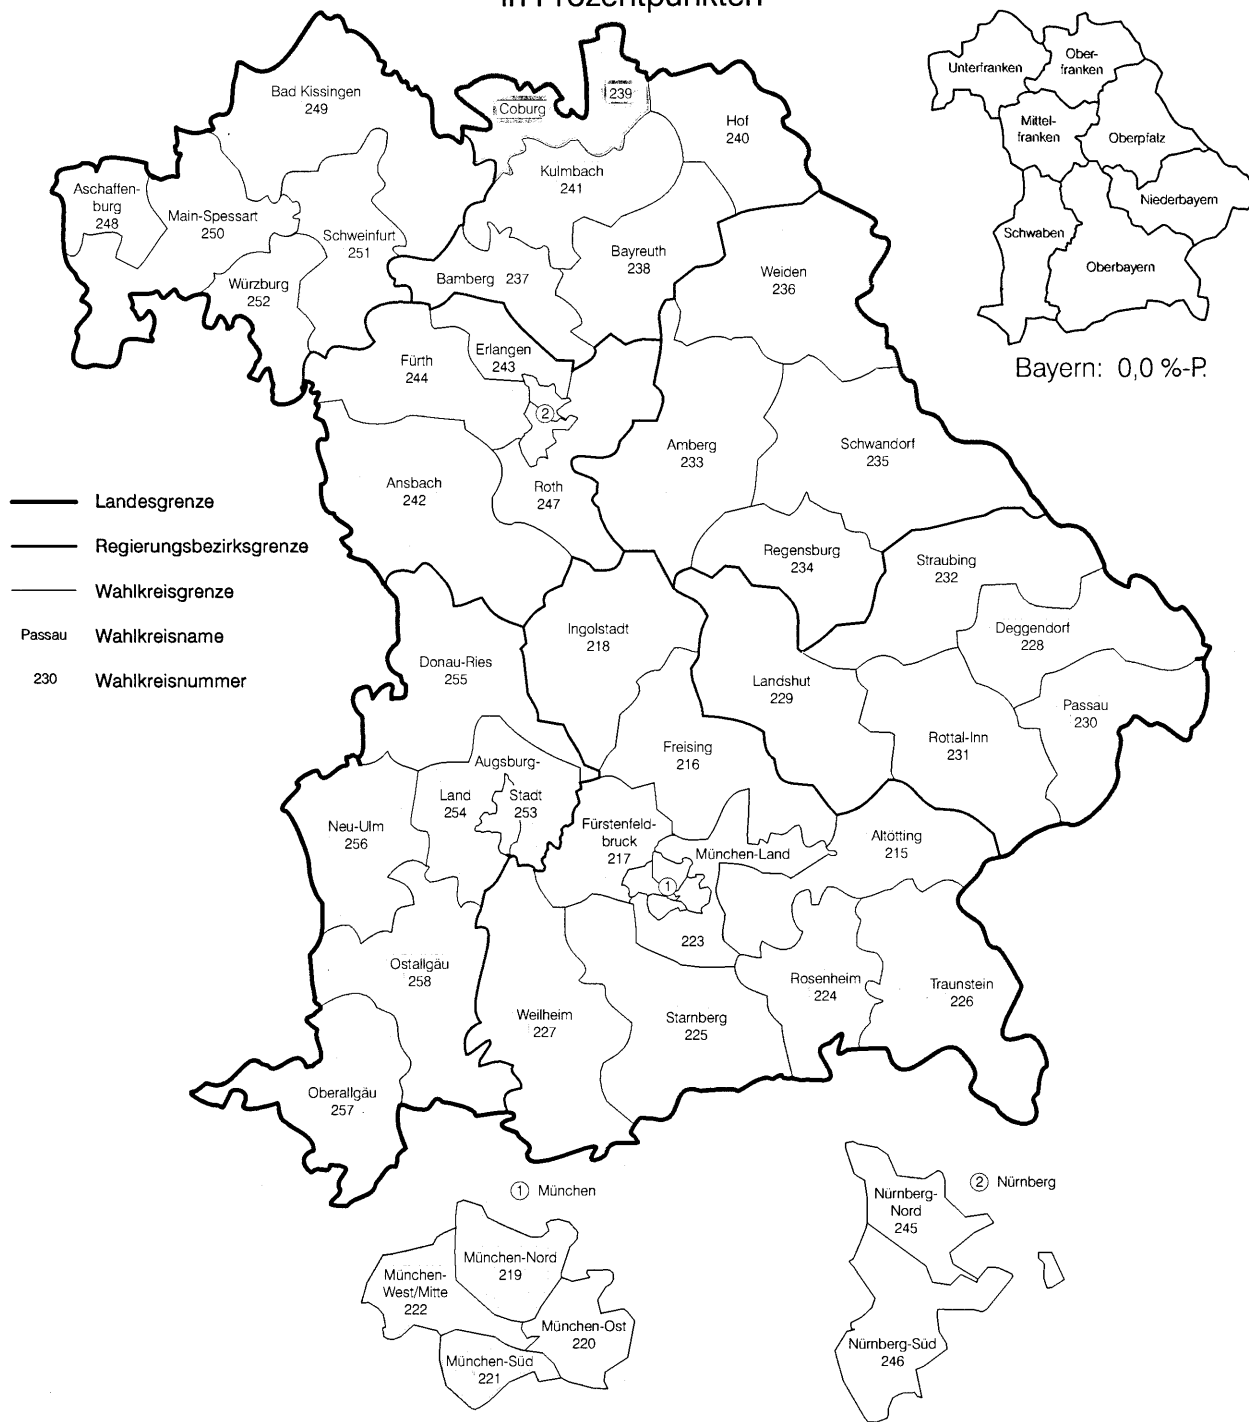 in Prozentpunkten
Bad Kissingen
249
Coburg
239
Hof
240
Kulmbach
241
Aschaffen-
burg
248
Main-Spessart
250
Schweinfurt
251
Würzburg
252
Bamberg 237
Bayreuth
238
Weiden
236
Fürth
244
Erlangen
243
2
Ansbach
242
Roth
247
Amberg
233
Schwandorf
235
Regensburg
234
Straubing
232
Deggendorf
228
Passau
230
Rottal-Inn
231
Landshut
229
Ingolstadt
218
Donau-Ries
255
Freising
216
Augsburg-
Land
254
Stadt
253
Neu-Ulm
256
Fürstenfeld-
bruck
217
München-Land
1
223
Altötting
215
Ostallgäu
258
Weilheim
227
Starnberg
225
Rosenheim
224
Traunstein
226
Oberallgäu
257
Unterfranken
Ober-
franken
Mittel-
franken
Oberpfalz
Niederbayern
Schwaben
Oberbayern
Bayern: 0,0 %-P.
Landesgrenze
Regierungsbezirksgrenze
Wahlkreisgrenze
Passau Wahlkreisname
230 Wahlkreisnummer
1 München
München-Nord
219
München-
West/Mitte
222
München-Ost
220
München-Süd
221
2 Nürnberg
Nürnberg-
Nord
245
Nürnberg-Süd
246